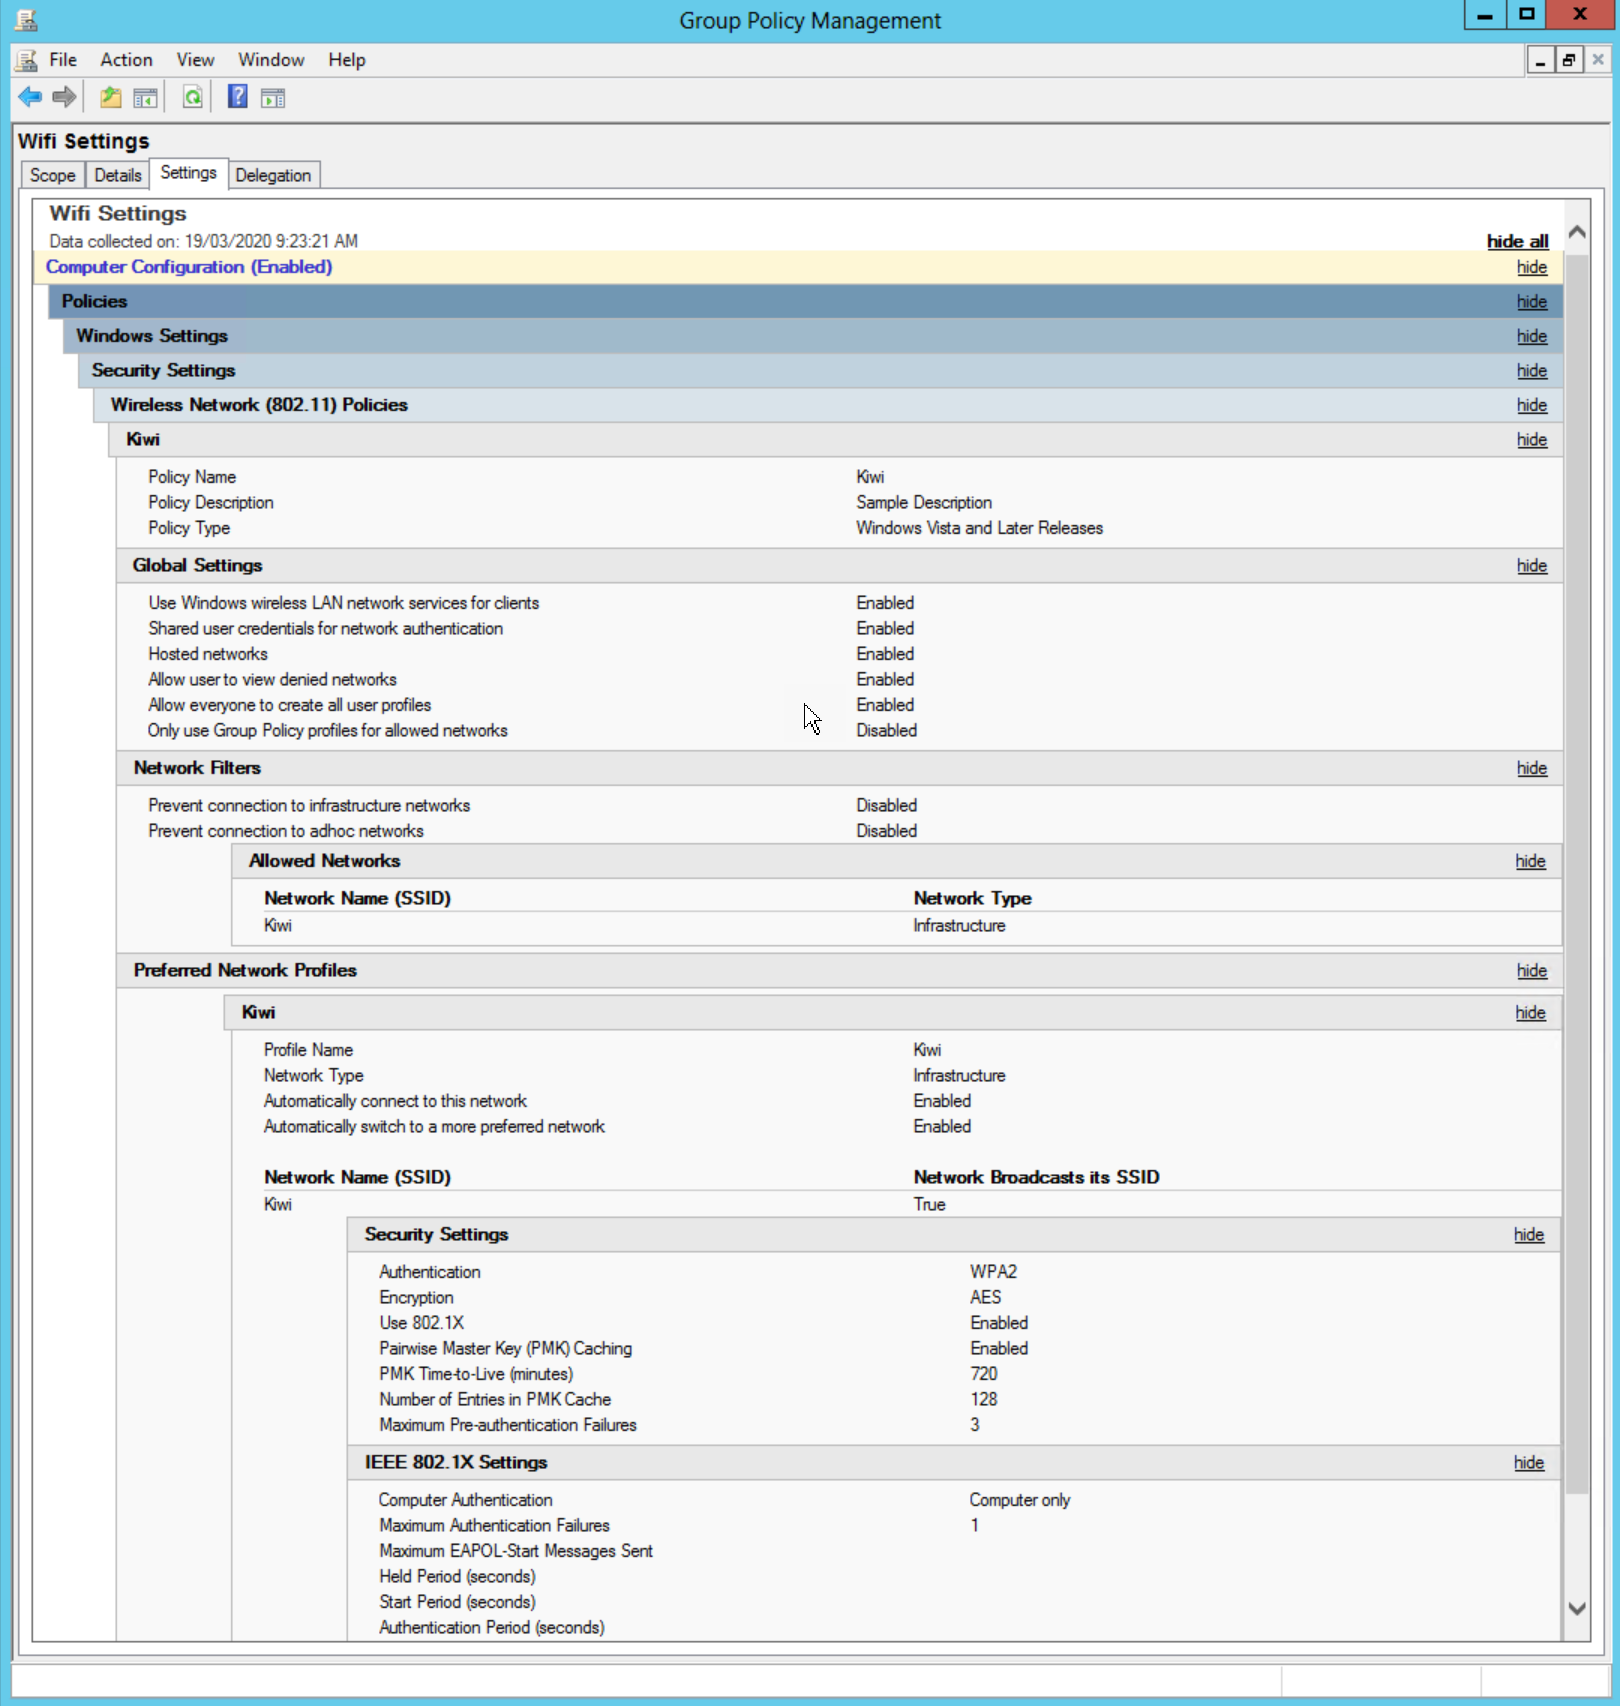 Group Policy Management
File Action View Window Help
Wifi Settings
Scope Details Settings Delegation
Wifi Settings
Data collected on: 19/03/2020 9:23:21 AM hide all
Computer Configuration (Enabled) hide
Policies hide
Windows Settings hide
Security Settings hide
Wireless Network (802.11) Policies hide
Kiwi hide
Policy Name Kiwi
Policy Description Sample Description
Policy Type Windows Vista and Later Releases
Global Settings hide
Use Windows wireless LAN network services for clients Enabled
Shared user credentials for network authentication Enabled
Hosted networks Enabled
Allow user to view denied networks Enabled
Allow everyone to create all user profiles Enabled
Only use Group Policy profiles for allowed networks Disabled
Network Filters hide
Prevent connection to infrastructure networks Disabled
Prevent connection to adhoc networks Disabled
Allowed Networks hide
Network Name (SSID) Network Type
Kiwi Infrastructure
Preferred Network Profiles hide
Kiwi hide
Profile Name Kiwi
Network Type Infrastructure
Automatically connect to this network Enabled
Automatically switch to a more preferred network Enabled
Network Name (SSID) Network Broadcasts its SSID
Kiwi True
Security Settings hide
Authentication WPA2
Encryption AES
Use 802.1X Enabled
Pairwise Master Key (PMK) Caching Enabled
PMK Time-to-Live (minutes) 720
Number of Entries in PMK Cache 128
Maximum Pre-authentication Failures 3
IEEE 802.1X Settings hide
Computer Authentication Computer only
Maximum Authentication Failures 1
Maximum EAPOL-Start Messages Sent
Held Period (seconds)
Start Period (seconds)
Authentication Period (seconds)